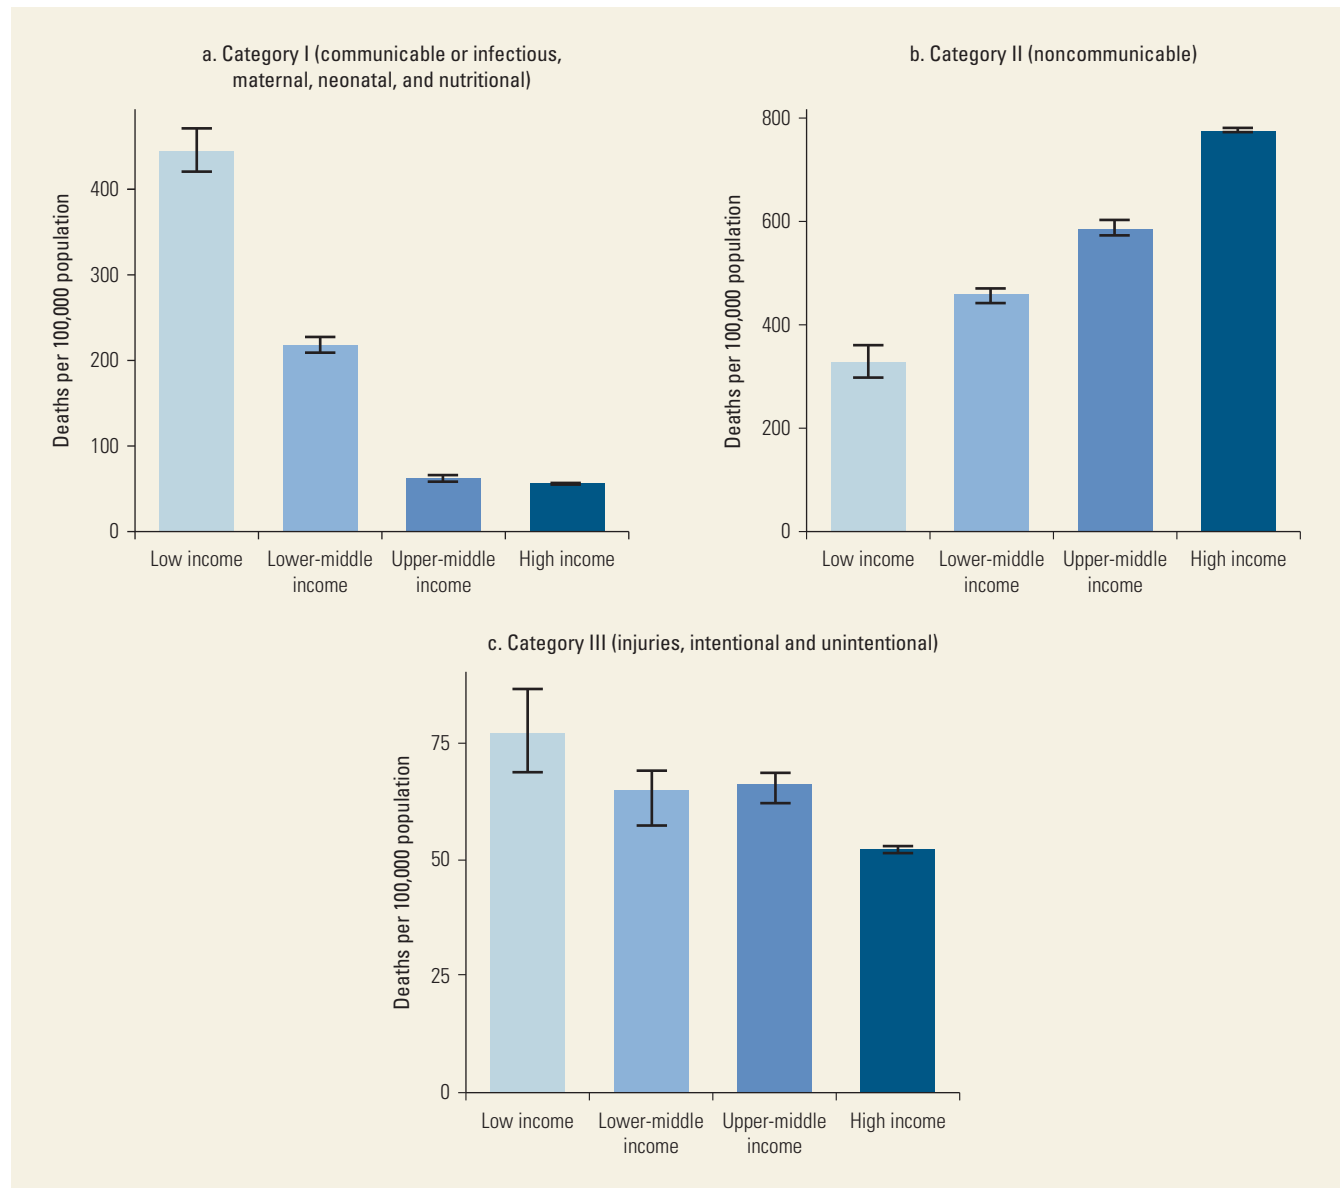 a. Category I (communicable or infectious,
maternal, neonatal, and nutritional)
Deaths per 100,000 population
400
300
200
100
0
Low income
Lower-middle
income
Upper-middle
income
High income
b. Category II (noncommunicable)
Deaths per 100,000 population
800
600
400
200
0
Low income
Lower-middle
income
Upper-middle
income
High income
c. Category III (injuries, intentional and unintentional)
Deaths per 100,000 population
75
50
25
0
Low income
Lower-middle
income
Upper-middle
income
High income